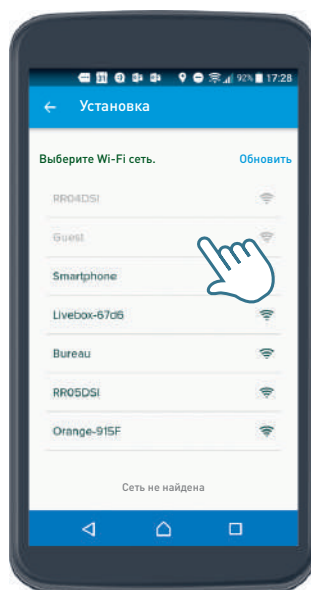 92% 17:28
Установка
Выберите Wi-Fi сеть. Обновить
RR04DSI
Guest
Smartphone
Livebox-67d6
Bureau
RR05DSI
Orange-915F
Сеть не найдена